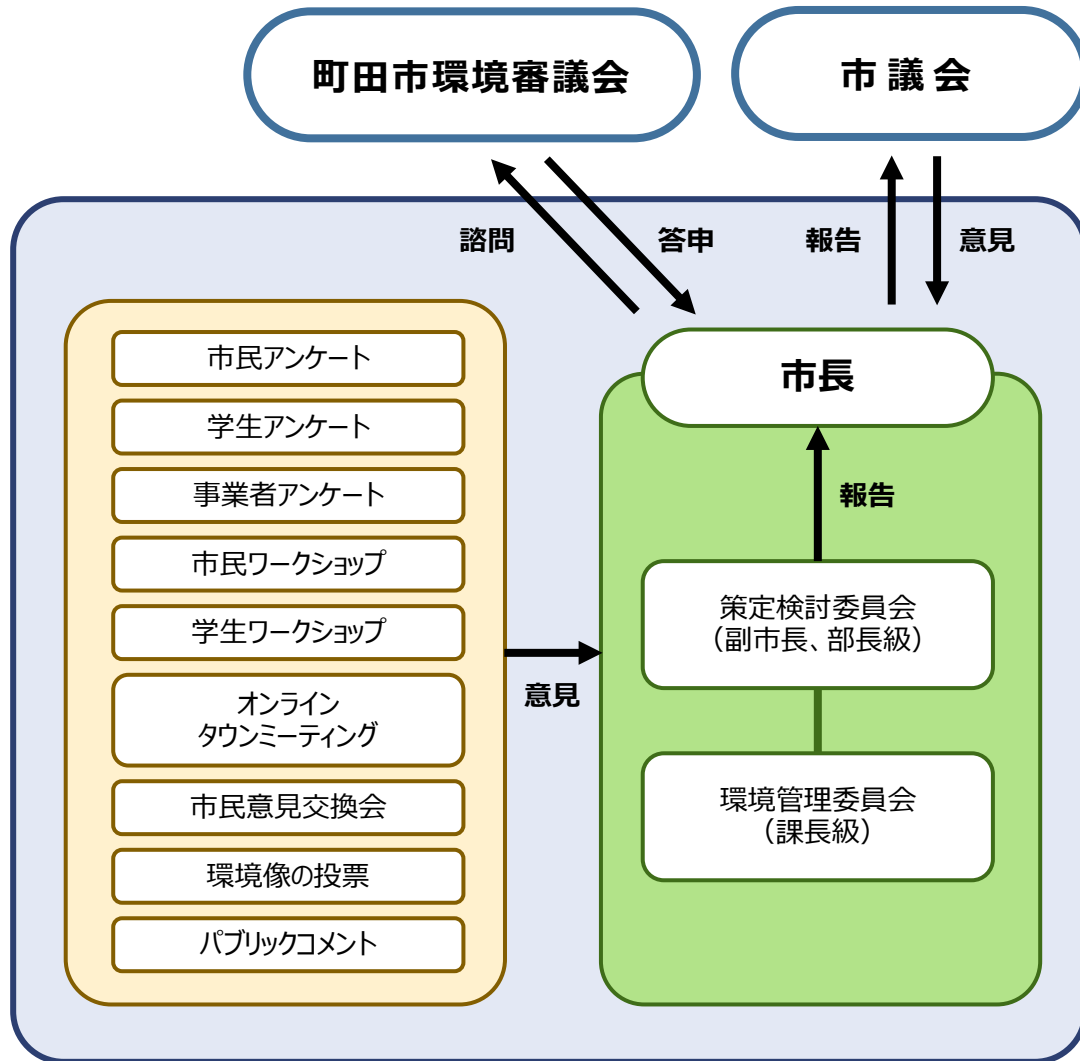 町田市環境審議会
市議会
諮問
答申
報告
意見
市民アンケート
学生アンケート
事業者アンケート
市民ワークショップ
学生ワークショップ
オンライン
タウンミーティング
市民意見交換会
環境像の投票
パブリックコメント
意見
市長
報告
策定検討委員会
（副市長、部長級）
環境管理委員会
（課長級）